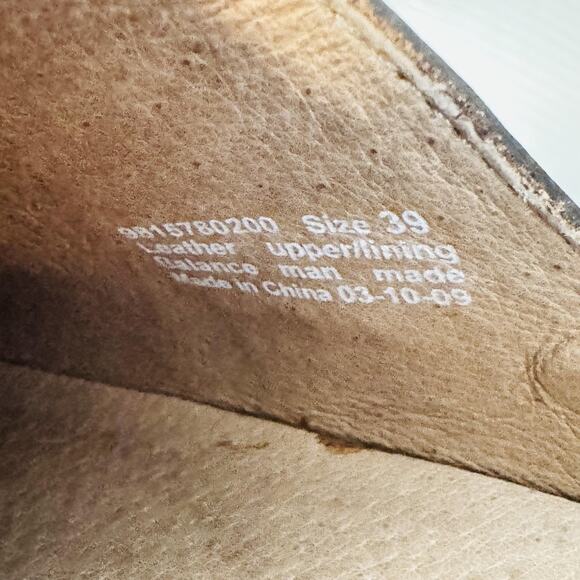 9815780200 Size 39
Leather upper/lining
Balance man made
Made in China 03-10-09